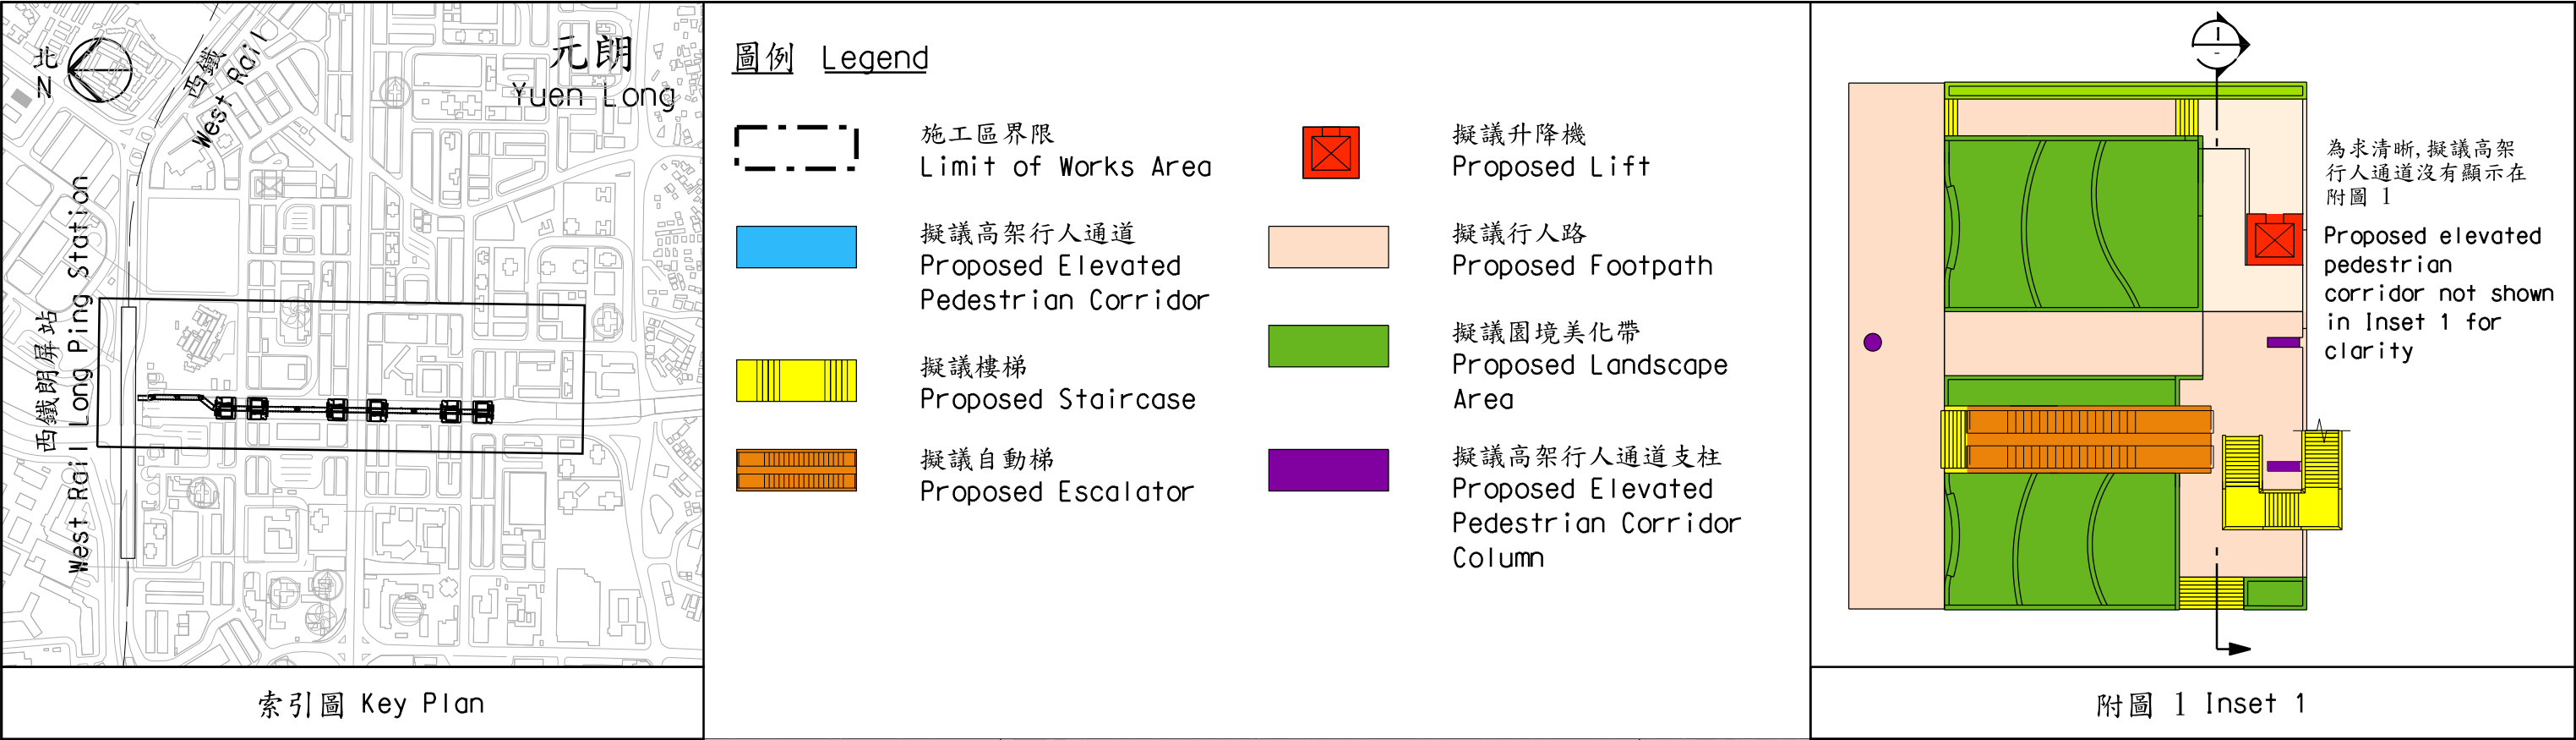 北
N
西鐵
West Rail
元朗
Yuen Long
西鐵朗屏站
West Rail Long Ping Station
索引圖 Key Plan
圖例 Legend
施工區界限
Limit of Works Area
擬議高架行人通道
Proposed Elevated
Pedestrian Corridor
擬議樓梯
Proposed Staircase
擬議自動梯
Proposed Escalator
擬議升降機
Proposed Lift
擬議行人路
Proposed Footpath
擬議園境美化帶
Proposed Landscape
Area
擬議高架行人通道支柱
Proposed Elevated
Pedestrian Corridor
Column
1
-
為求清晰,擬議高架
行人通道沒有顯示在
附圖 1
Proposed elevated
pedestrian
corridor not shown
in Inset 1 for
clarity
附圖 1 Inset 1